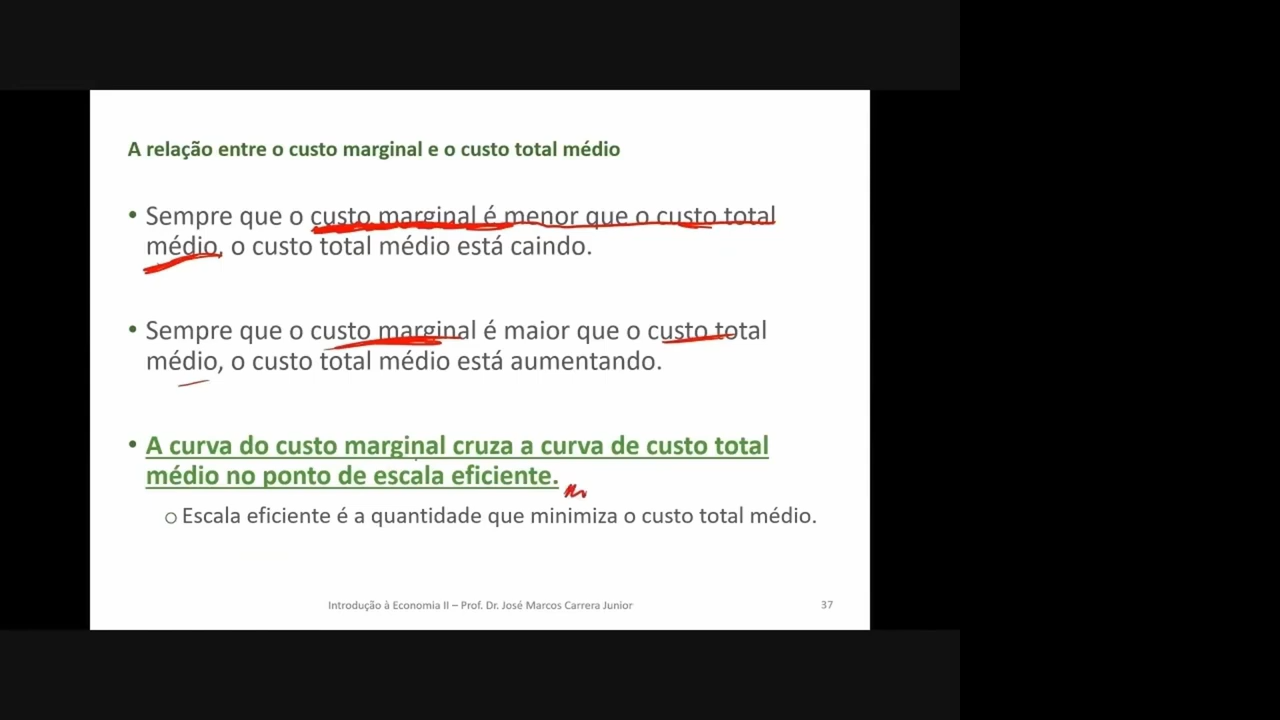 A relação entre o custo marginal e o custo total médio
• Sempre que o custo marginal é menor que o custo total
médio, o custo total médio está caindo.
• Sempre que o custo marginal é maior que o custo total
médio, o custo total médio está aumentando.
• A curva do custo marginal cruza a curva de custo total
médio no ponto de escala eficiente.
o Escala eficiente é a quantidade que minimiza o custo total médio.
Introdução à Economia II – Prof. Dr. José Marcos Carrera Junior
37